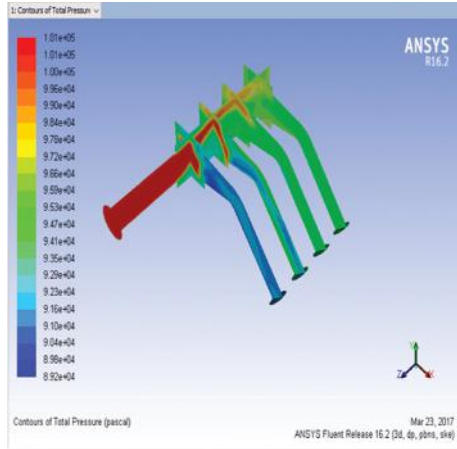 1: Contours of Total Pressure
ANSYS
R16.2
1.01e+05
1.01e+05
1.00e+05
9.96e+04
9.90e+04
9.84e+04
9.78e+04
9.72e+04
9.66e+04
9.59e+04
9.53e+04
9.47e+04
9.41e+04
9.35e+04
9.29e+04
9.23e+04
9.16e+04
9.10e+04
9.04e+04
8.98e+04
8.92e+04
Y
Z
X
Contours of Total Pressure (pascal)
Mar 23, 2017
ANSYS Fluent Release 16.2 (3d, dp, pbns, ske)